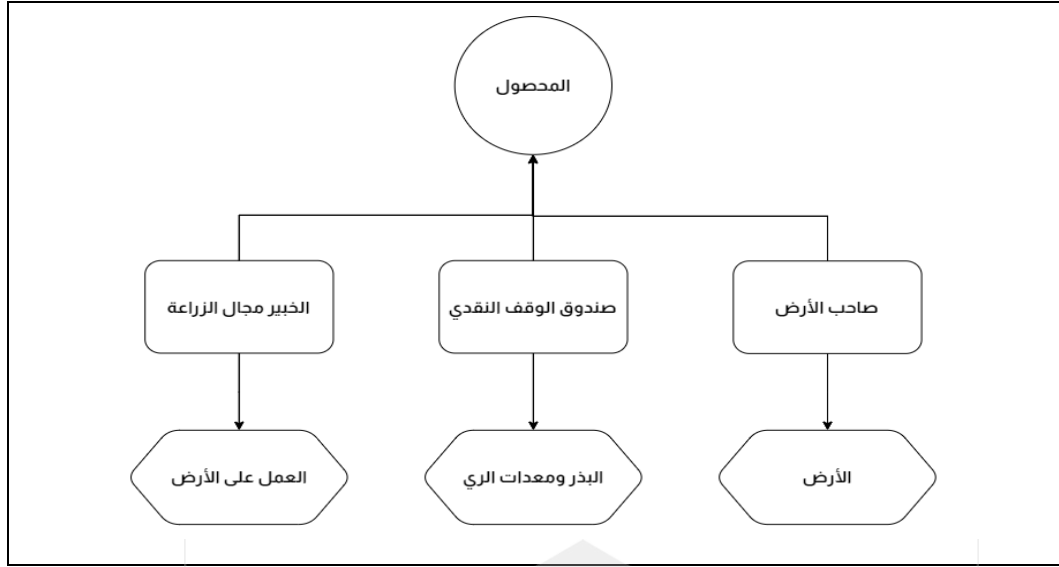 المحصول
صاحب الأرض
صندوق الوقف النقدي
الخبير مجال الزراعة
الأرض
البذر ومعدات الري
العمل على الأرض